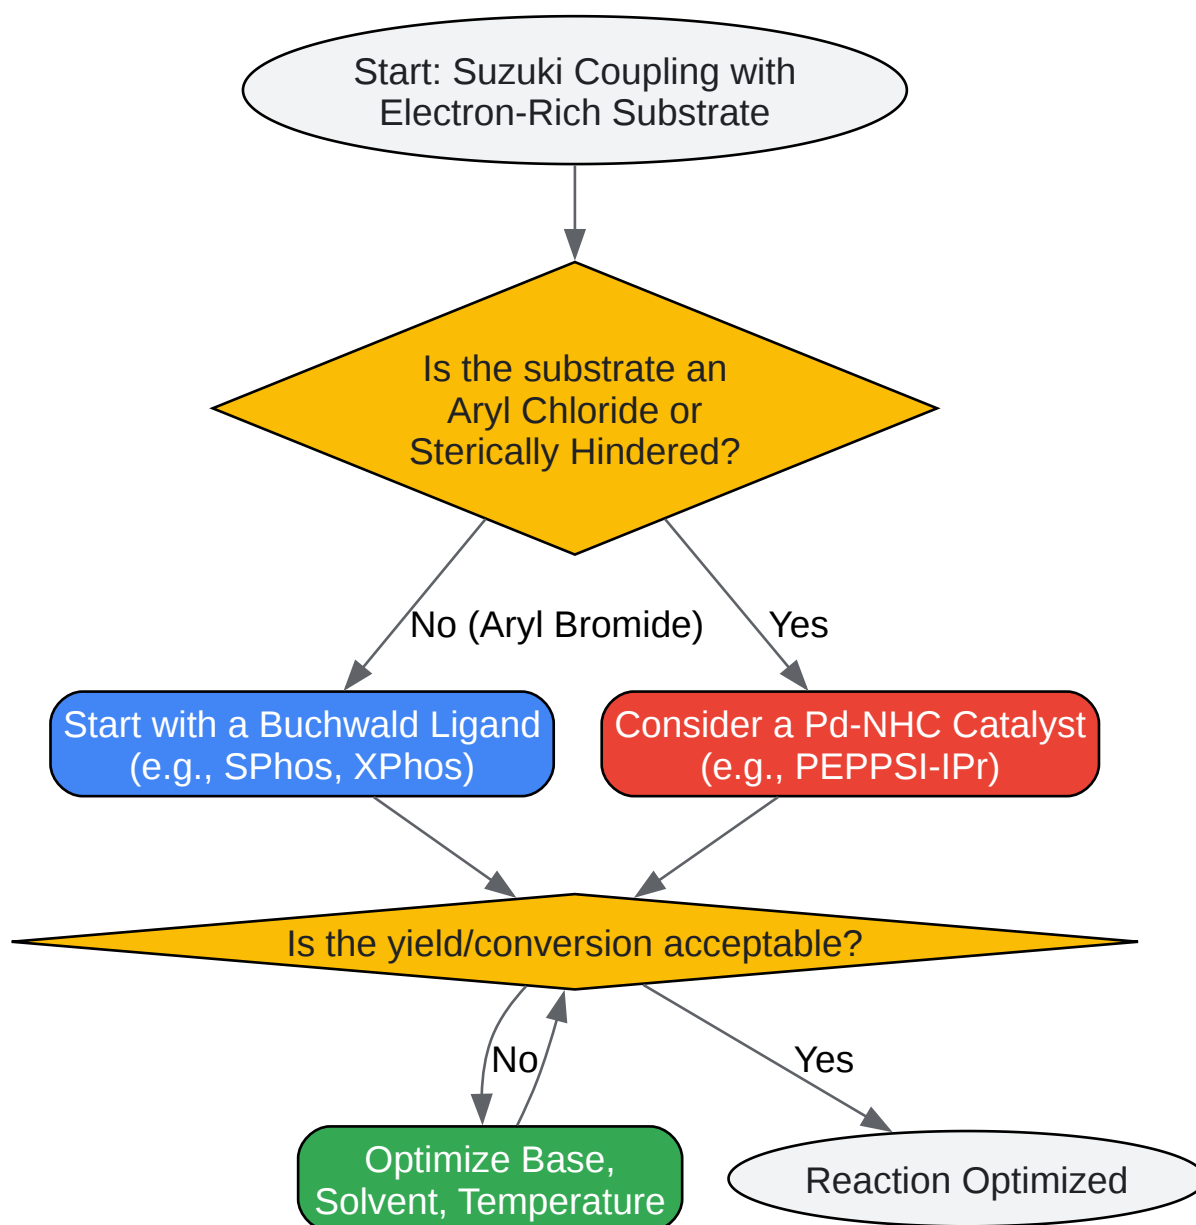 Start: Suzuki Coupling with
Electron-Rich Substrate
Is the substrate an
Aryl Chloride or
Sterically Hindered?
No (Aryl Bromide)
Yes
Start with a Buchwald Ligand
(e.g., SPhos, XPhos)
Consider a Pd-NHC Catalyst
(e.g., PEPPSI-IPr)
Is the yield/conversion acceptable?
No
Yes
Optimize Base,
Solvent, Temperature
Reaction Optimized